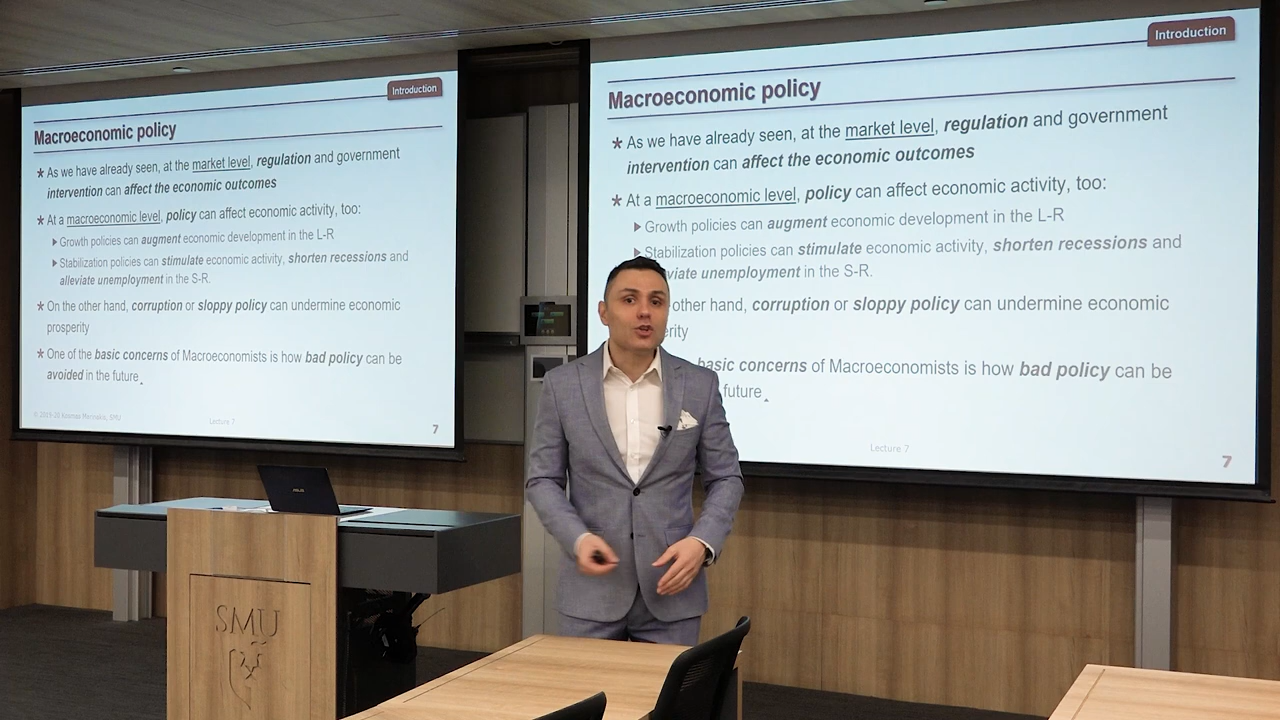 Introduction
Macroeconomic policy
* As we have already seen, at the market level, regulation and government
intervention can affect the economic outcomes
* At a macroeconomic level, policy can affect economic activity, too:
Growth policies can augment economic development in the L-R
Stabilization policies can stimulate economic activity, shorten recessions and
alleviate unemployment in the S-R.
* On the other hand, corruption or sloppy policy can undermine economic
prosperity
* One of the basic concerns of Macroeconomists is how bad policy can be
avoided in the future
© 2019-20 Kosmas Marinakis, SMU
Lecture 7
7
Introduction
Macroeconomic policy
* As we have already seen, at the market level, regulation and government
intervention can affect the economic outcomes
* At a macroeconomic level, policy can affect economic activity, too:
Growth policies can augment economic development in the L-R
Stabilization policies can stimulate economic activity, shorten recessions and
eviate unemployment in the S-R.
other hand, corruption or sloppy policy can undermine economic
erity
basic concerns of Macroeconomists is how bad policy can be
future
Lecture 7
7
SMU